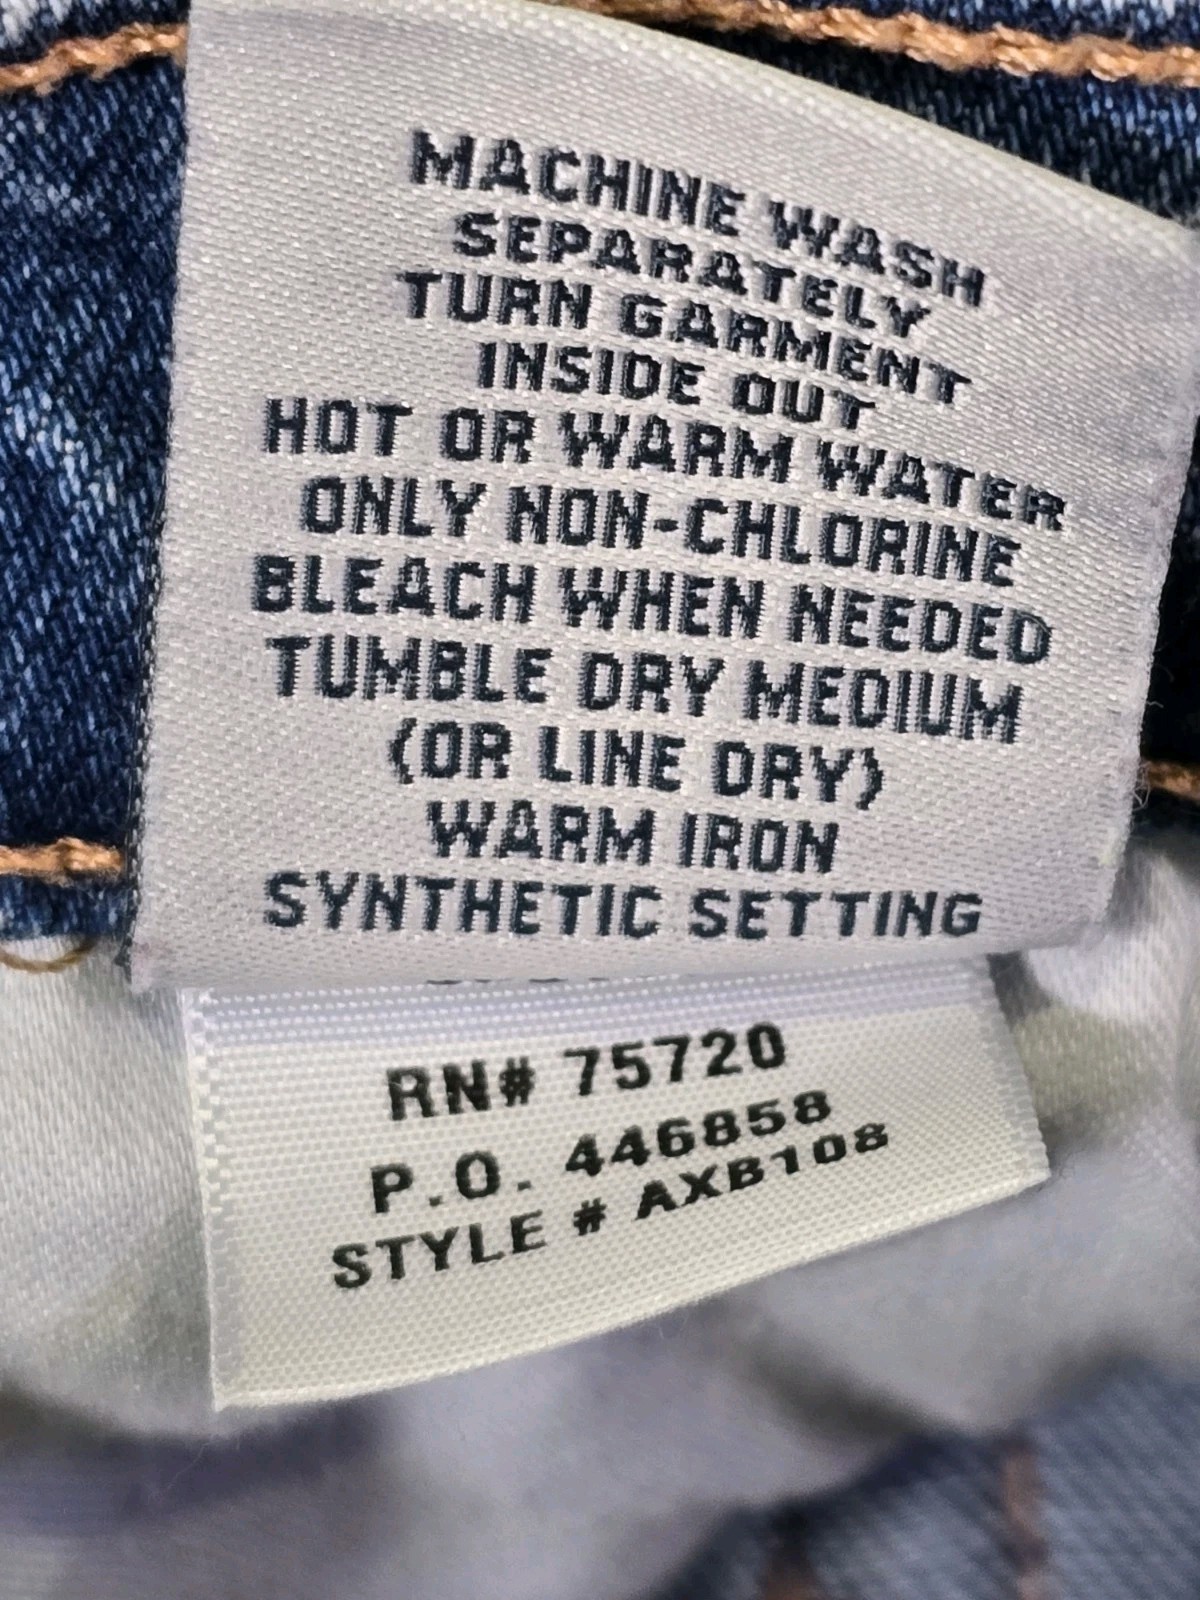 MACHINE WASH
SEPARATELY
TURN GARMENT
INSIDE OUT
HOT OR WARM WATER
ONLY NON-CHLORINE
BLEACH WHEN NEEDED
TUMBLE DRY MEDIUM
(OR LINE DRY)
WARM IRON
SYNTHETIC SETTING
RN# 75720
P.O. 446858
STYLE # AXB108